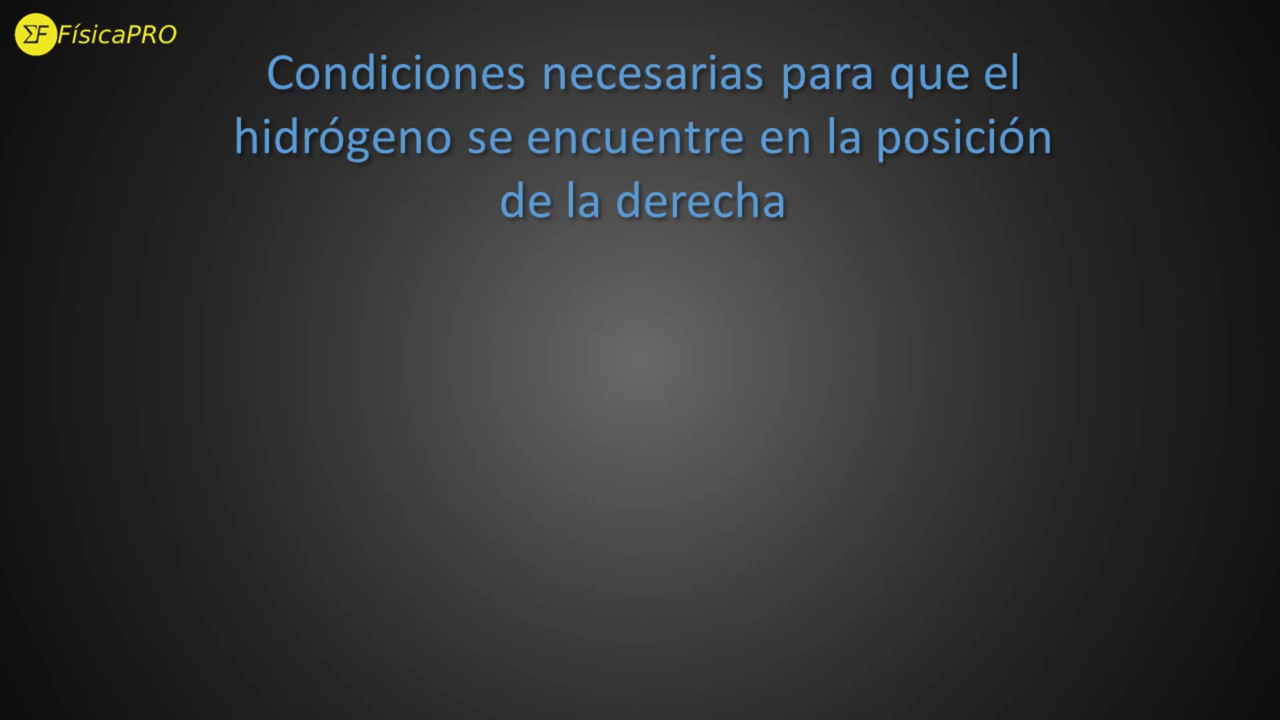 ΣF FísicaPRO
Condiciones necesarias para que el
hidrógeno se encuentre en la posición
de la derecha